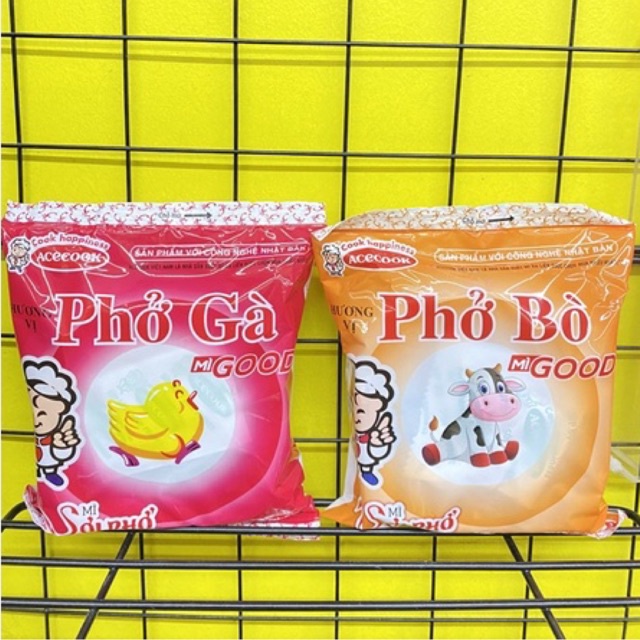 Cook happiness
ACECOOK
SẢN PHẨM VỚI CÔNG NGHỆ NHẬT BẢN
HƯƠNG
VỊ
Phở Gà
MÌ GOOD
MÌ
SỢI PHỞ
Cook happiness
ACECOOK
SẢN PHẨM VỚI CÔNG NGHỆ NHẬT BẢN
HƯƠNG
VỊ
Phở Bò
MÌ GOOD
MÌ
SỢI PHỞ